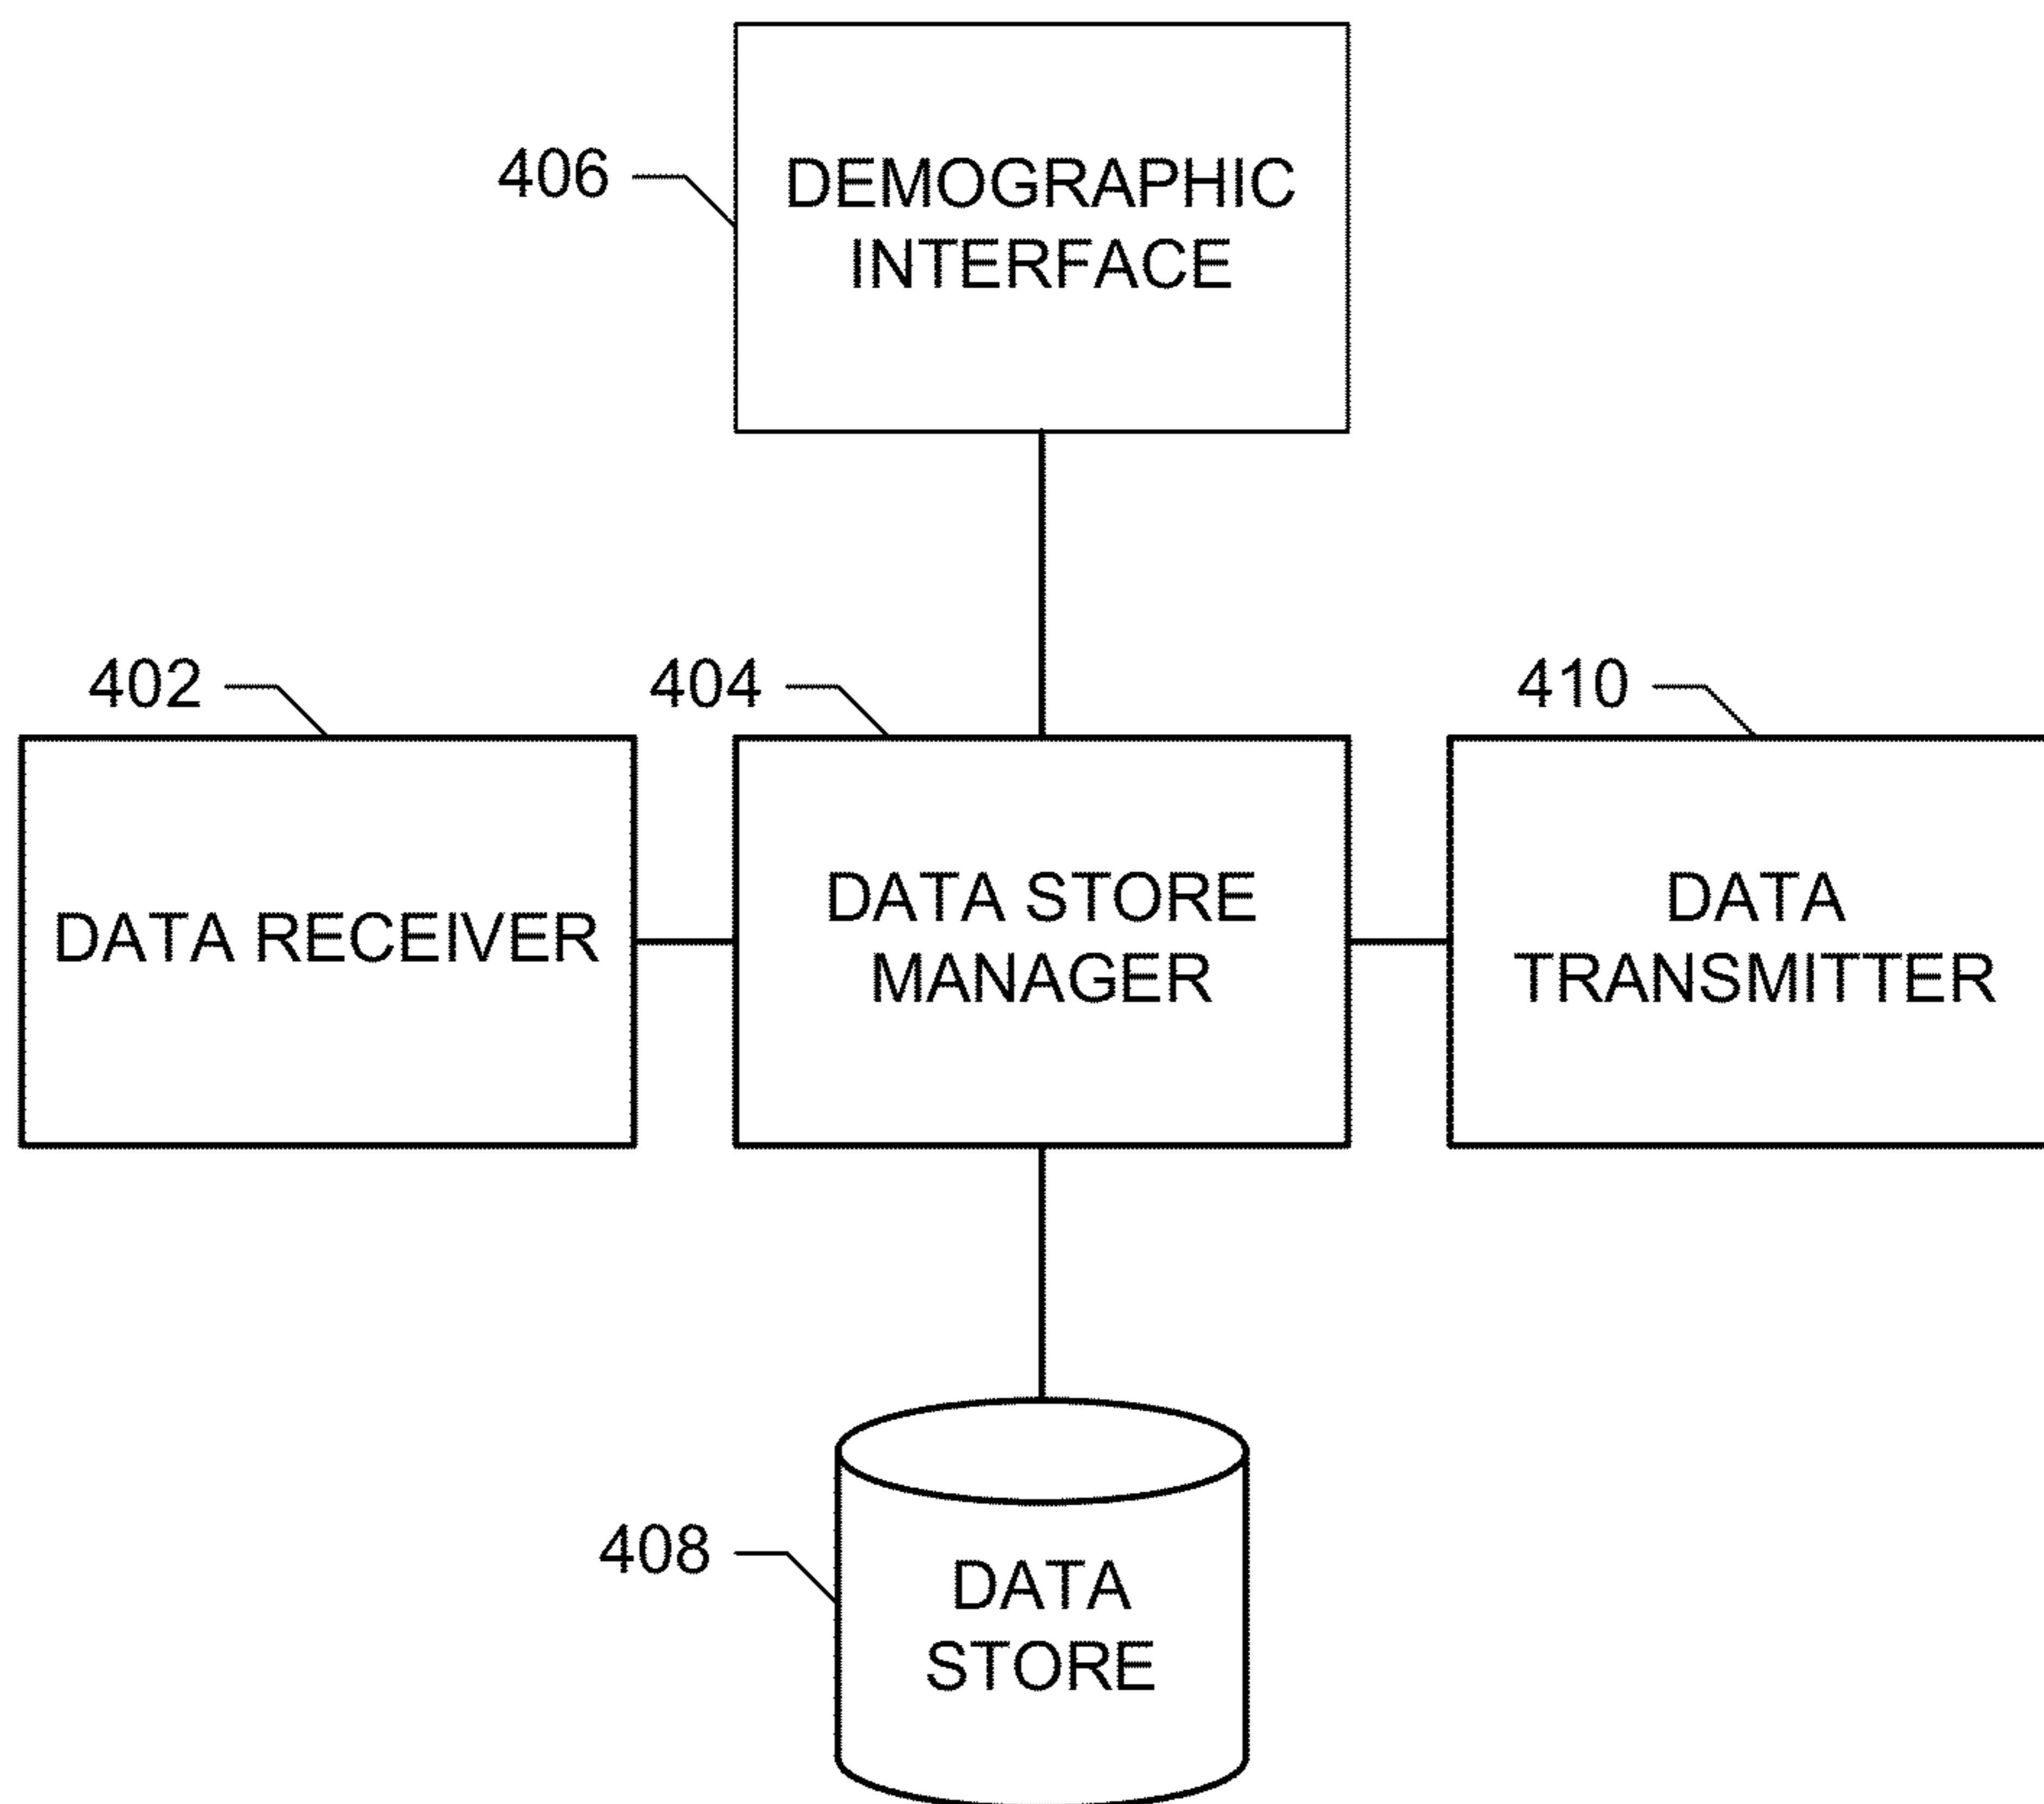 406
DEMOGRAPHIC
INTERFACE
402
404
410
DATA RECEIVER
DATA STORE
MANAGER
DATA
TRANSMITTER
408
DATA
STORE